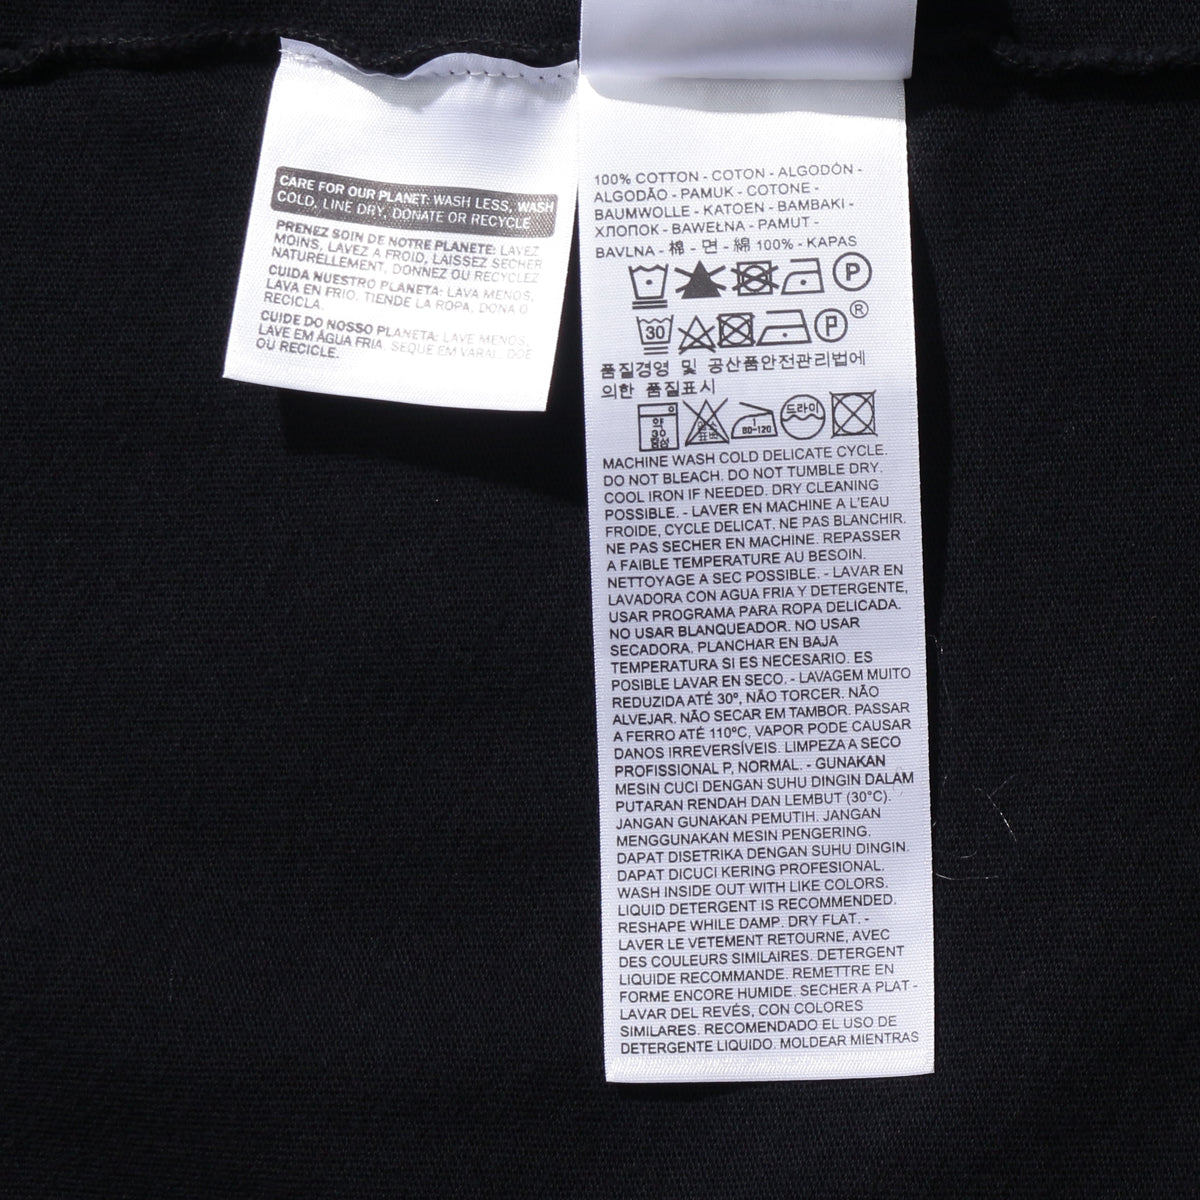 CARE FOR OUR PLANET: WASH LESS, WASH
COLD, LINE DRY, DONATE OR RECYCLE
PRENEZ SOIN DE NOTRE PLANETE: LAVEZ
MOINS, LAVEZ A FROID, LAISSEZ SECHER
NATURELLEMENT, DONNEZ OU RECYCLEZ
CUIDA NUESTRO PLANETA: LAVA MENOS,
LAVA EN FRIO, TIENDE LA ROPA, DONA O
RECICLA.
CUIDE DO NOSSO PLANETA: LAVE MENOS,
LAVE EM ÁGUA FRIA, SEQUE EM VARAL, DOE
OU RECICLE.
100% COTTON - COTON - ALGODÓN -
ALGODÃO - PAMUK - COTONE -
BAUMWOLLE - KATOEN - BAMBAKI -
ХЛОПОК - BAWEŁNA - PAMUT -
BAVLNA - 棉 - 면 - 綿 100% - KAPAS
P
30 P ®
품질경영 및 공산품안전관리법에
의한 품질표시
약 30 중성 80-120 드라이
MACHINE WASH COLD DELICATE CYCLE.
DO NOT BLEACH. DO NOT TUMBLE DRY.
COOL IRON IF NEEDED. DRY CLEANING
POSSIBLE. - LAVER EN MACHINE A L'EAU
FROIDE, CYCLE DELICAT. NE PAS BLANCHIR.
NE PAS SECHER EN MACHINE. REPASSER
A FAIBLE TEMPERATURE AU BESOIN.
NETTOYAGE A SEC POSSIBLE. - LAVAR EN
LAVADORA CON AGUA FRIA Y DETERGENTE,
USAR PROGRAMA PARA ROPA DELICADA.
NO USAR BLANQUEADOR. NO USAR
SECADORA. PLANCHAR EN BAJA
TEMPERATURA SI ES NECESARIO. ES
POSIBLE LAVAR EN SECO. - LAVAGEM MUITO
REDUZIDA ATÉ 30º, NÃO TORCER. NÃO
ALVEJAR. NÃO SECAR EM TAMBOR. PASSAR
A FERRO ATÉ 110ºC, VAPOR PODE CAUSAR
DANOS IRREVERSÍVEIS. LIMPEZA A SECO
PROFISSIONAL P, NORMAL. - GUNAKAN
MESIN CUCI DENGAN SUHU DINGIN DALAM
PUTARAN RENDAH DAN LEMBUT (30°C).
JANGAN GUNAKAN PEMUTIH. JANGAN
MENGGUNAKAN MESIN PENGERING.
DAPAT DISETRIKA DENGAN SUHU DINGIN.
DAPAT DICUCI KERING PROFESIONAL.
WASH INSIDE OUT WITH LIKE COLORS.
LIQUID DETERGENT IS RECOMMENDED.
RESHAPE WHILE DAMP. DRY FLAT. -
LAVER LE VETEMENT RETOURNE, AVEC
DES COULEURS SIMILAIRES. DETERGENT
LIQUIDE RECOMMANDE. REMETTRE EN
FORME ENCORE HUMIDE. SECHER A PLAT -
LAVAR DEL REVÉS, CON COLORES
SIMILARES. RECOMENDADO EL USO DE
DETERGENTE LIQUIDO. MOLDEAR MIENTRAS